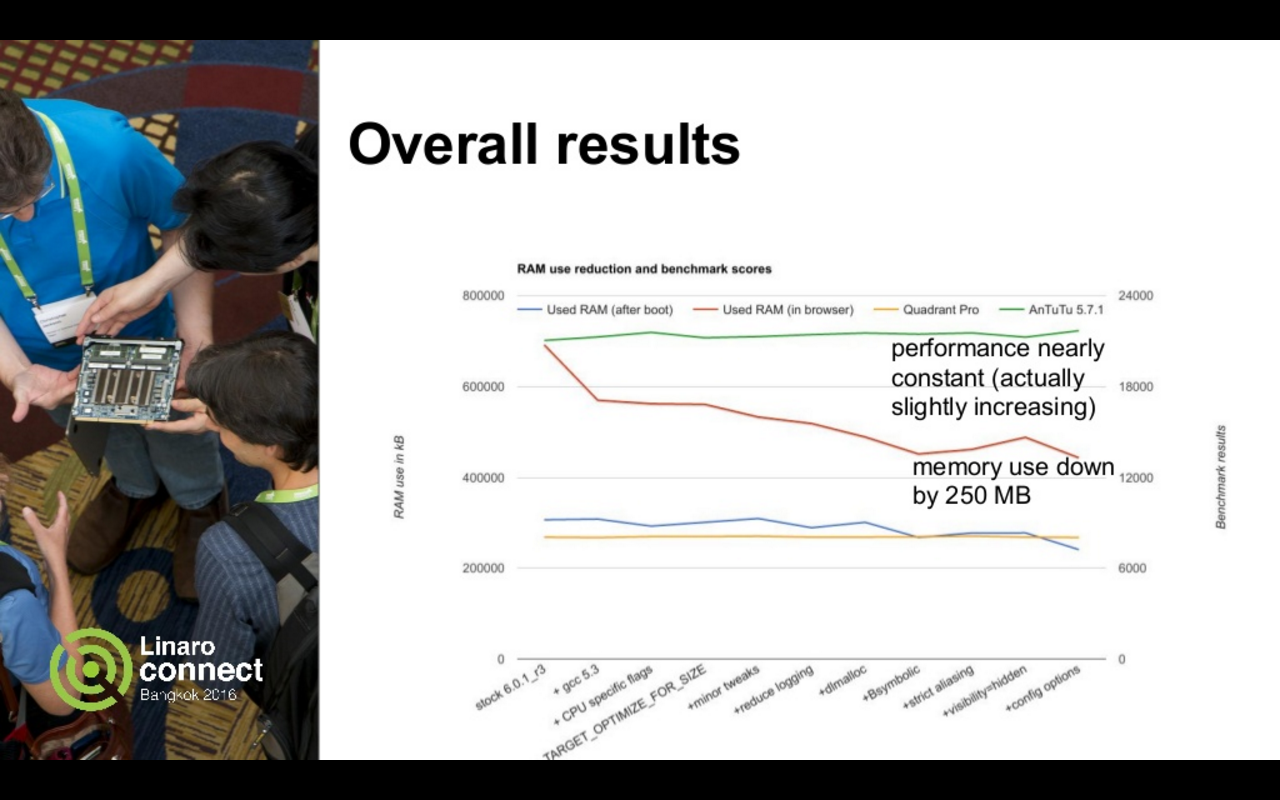 Overall results
RAM use reduction and benchmark scores
800000
24000
Used RAM (after boot)
Used RAM (in browser)
Quadrant Pro
AnTuTu 5.7.1
performance nearly
constant (actually
slightly increasing)
600000
18000
memory use down
by 250 MB
400000
12000
RAM use in kB
Benchmark results
200000
6000
0
0
stock 6.0.1_r3
+ gcc 5.3
+ CPU specific flags
TARGET_OPTIMIZE_FOR_SIZE
+minor tweaks
+reduce logging
+dlmalloc
+Bsymbolic
+strict aliasing
+visibility=hidden
+config options
Linaro
connect
Bangkok 2016